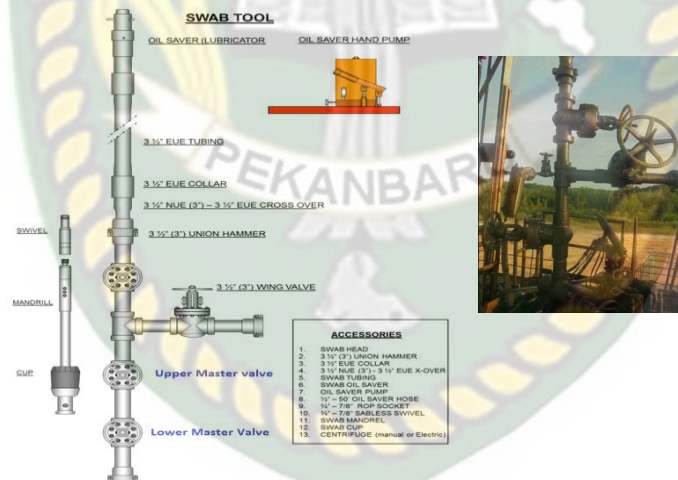 SWAB TOOL
OIL SAVER (LUBRICATOR
OIL SAVER HAND PUMP
3 ½" EUE TUBING
PEKANBAR
3 ½" EUE COLLAR
3 ½" NUE (3") – 3 ½" EUE CROSS OVER
SWIVEL
3 ½" (3") UNION HAMMER
3 ½" (3") WING VALVE
MANDRILL
CUP
Upper Master valve
Lower Master Valve
ACCESSORIES
1. SWAB HEAD
2. 3 ½" (3") UNION HAMMER
3. 3 ½" EUE COLLAR
4. 3 ½" NUE (3") - 3 ½" EUE X-OVER
5. SWAB TUBING
6. SWAB OIL SAVER
7. OIL SAVER PUMP
8. ½" – 50' OIL SAVER HOSE
9. ¾" – 7/8" ROP SOCKET
10. ¾" – 7/8" SABLESS SWIVEL
11. SWAB MANDREL
12. SWAB CUP
13. CENTRIFUGE (manual or Electric)